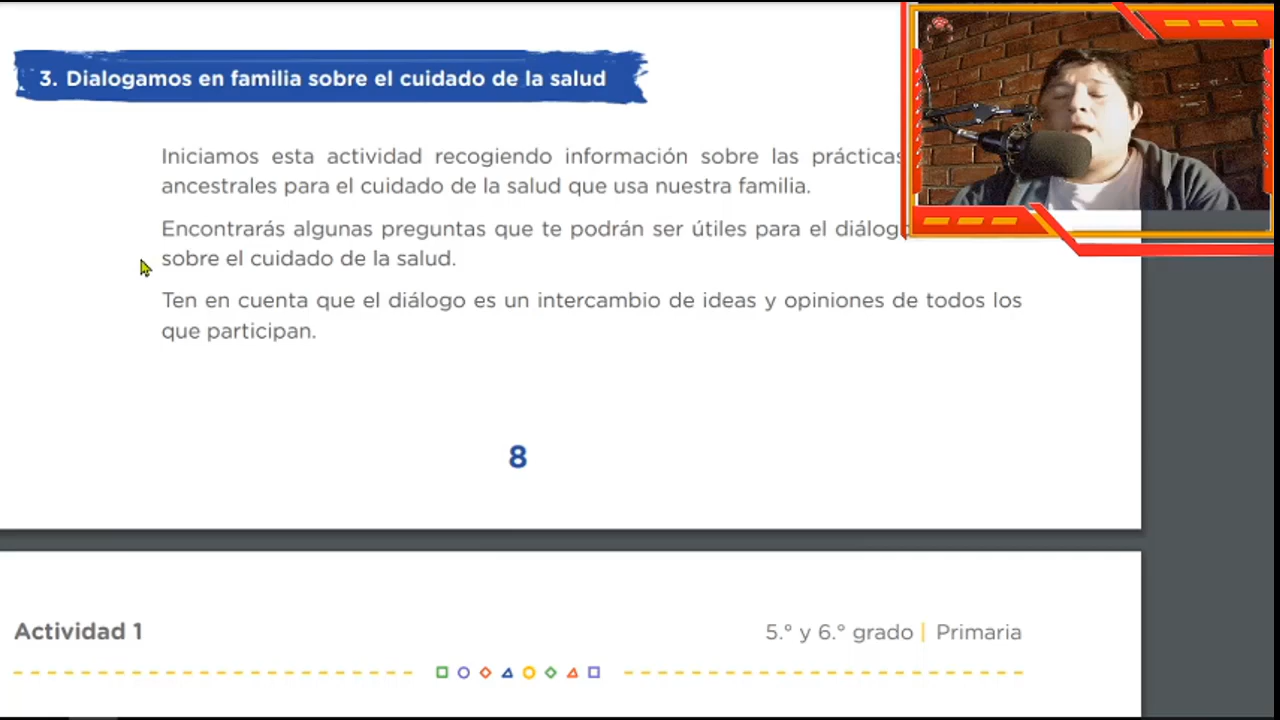 3. Dialogamos en familia sobre el cuidado de la salud
Iniciamos esta actividad recogiendo información sobre las prácticas
ancestrales para el cuidado de la salud que usa nuestra familia.
Encontrarás algunas preguntas que te podrán ser útiles para el diálogo
sobre el cuidado de la salud.
Ten en cuenta que el diálogo es un intercambio de ideas y opiniones de todos los
que participan.
8
Actividad 1
5.° y 6.° grado | Primaria